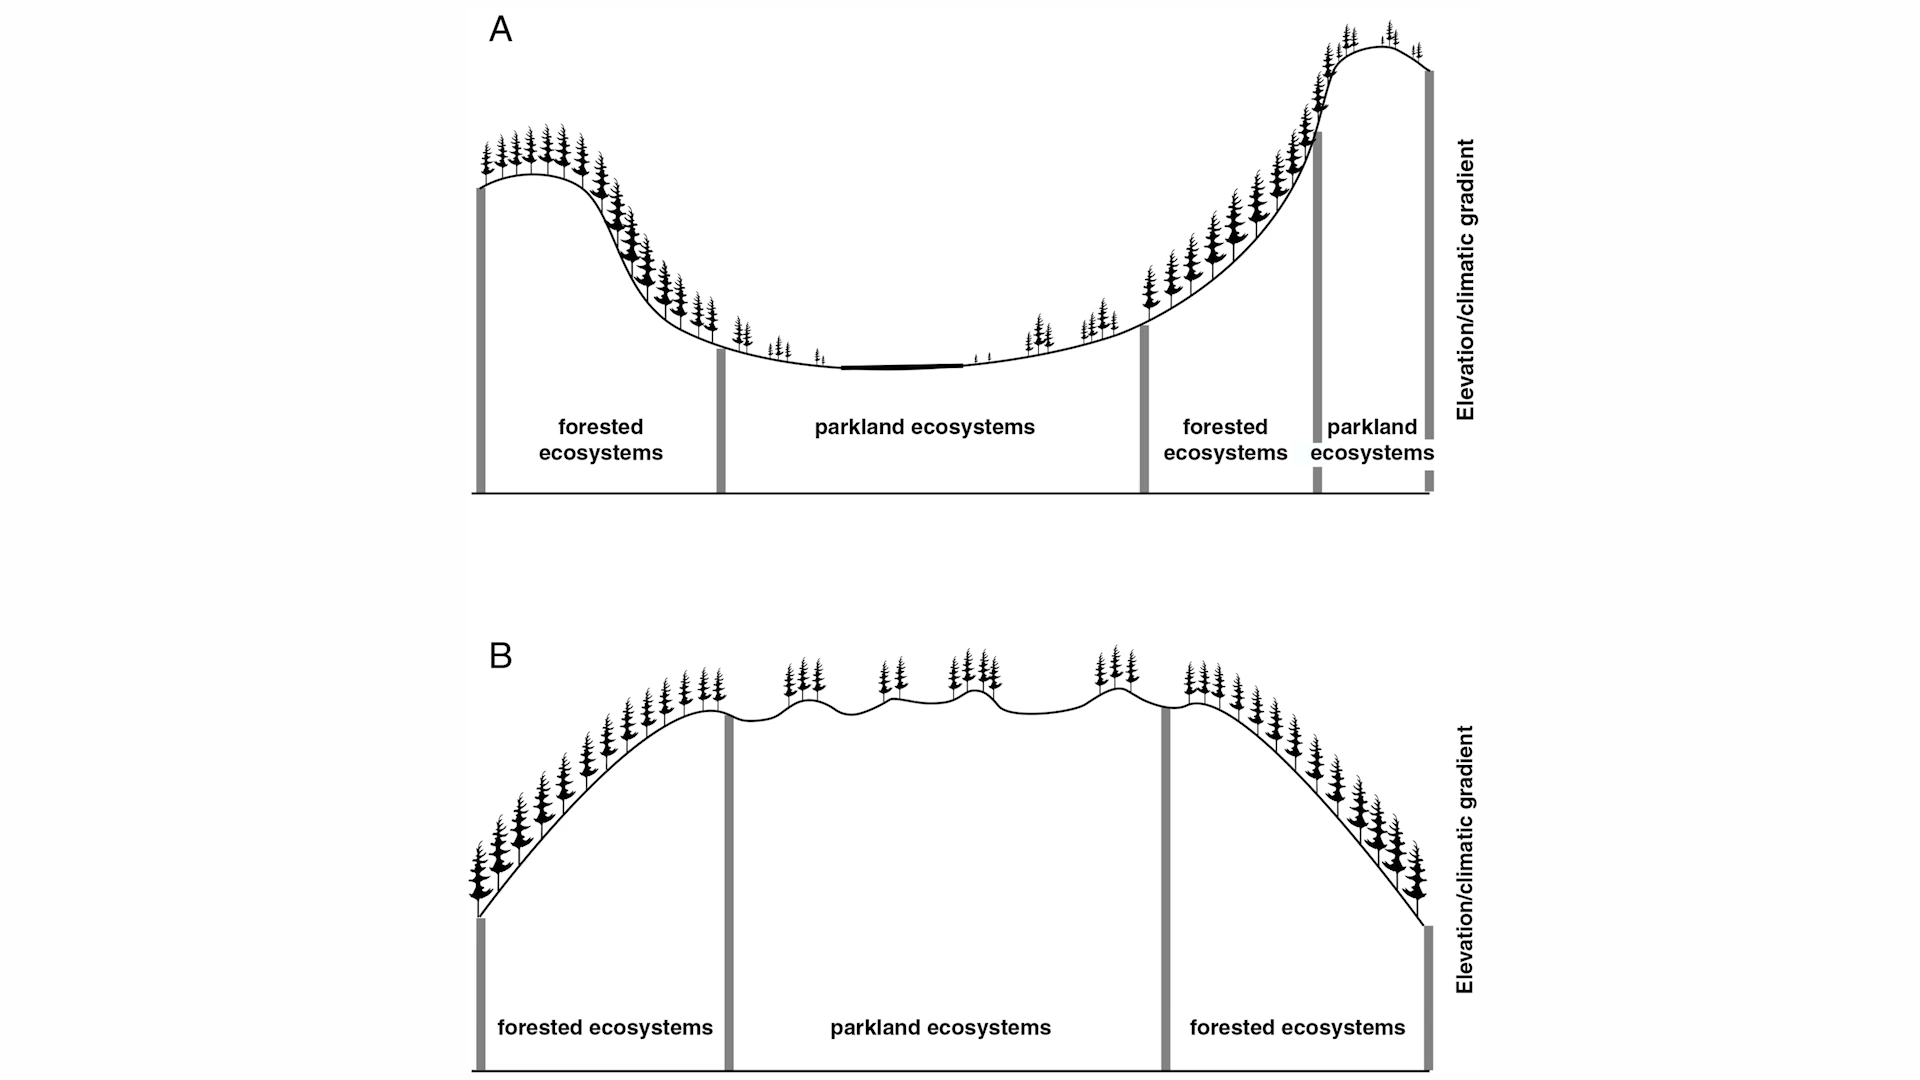 A
Elevation/climatic gradient
forested
ecosystems
parkland ecosystems
forested
ecosystems
parkland
ecosystems
B
Elevation/climatic gradient
forested ecosystems
parkland ecosystems
forested ecosystems